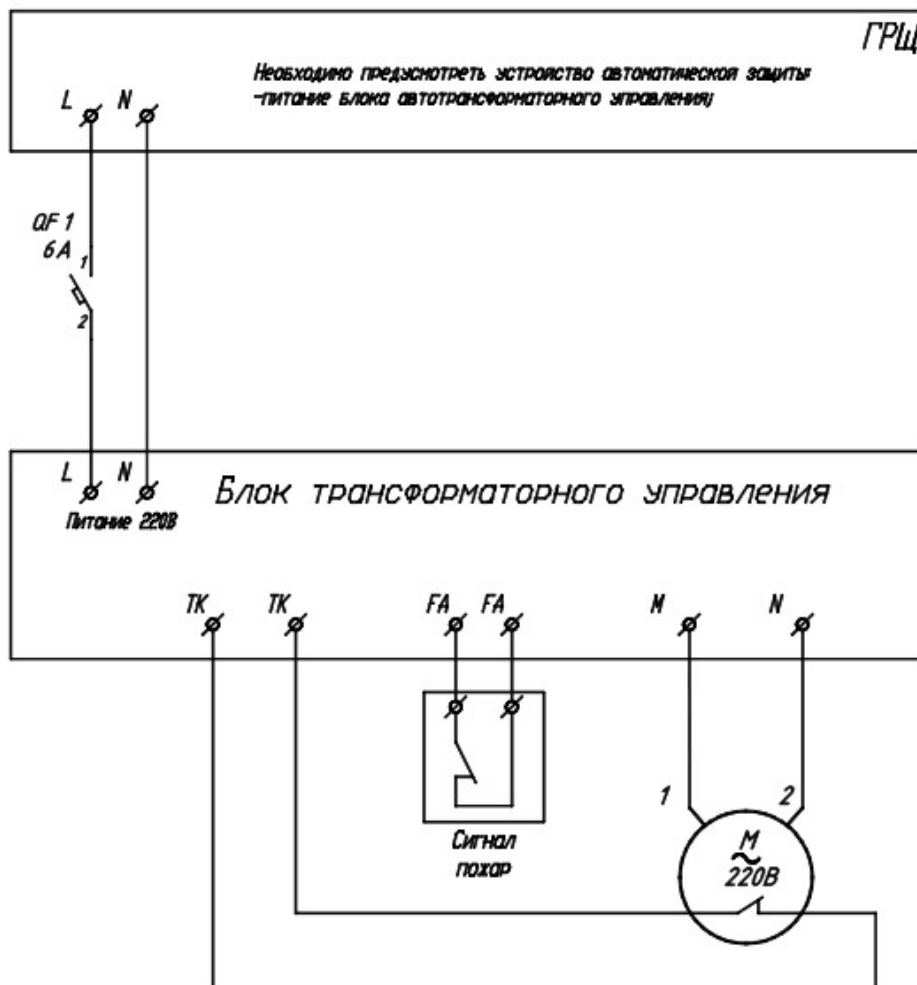 ГРЩ
Необходимо предусмотреть устройство автоматической защиты:
-питание блока автотрансформаторного управления;
L N
QF 1
6А
1
2
L N
Блок трансформаторного управления
Питание 220В
ТК ТК FA FA M N
1 2
Сигнал
пожар
М
~
220В